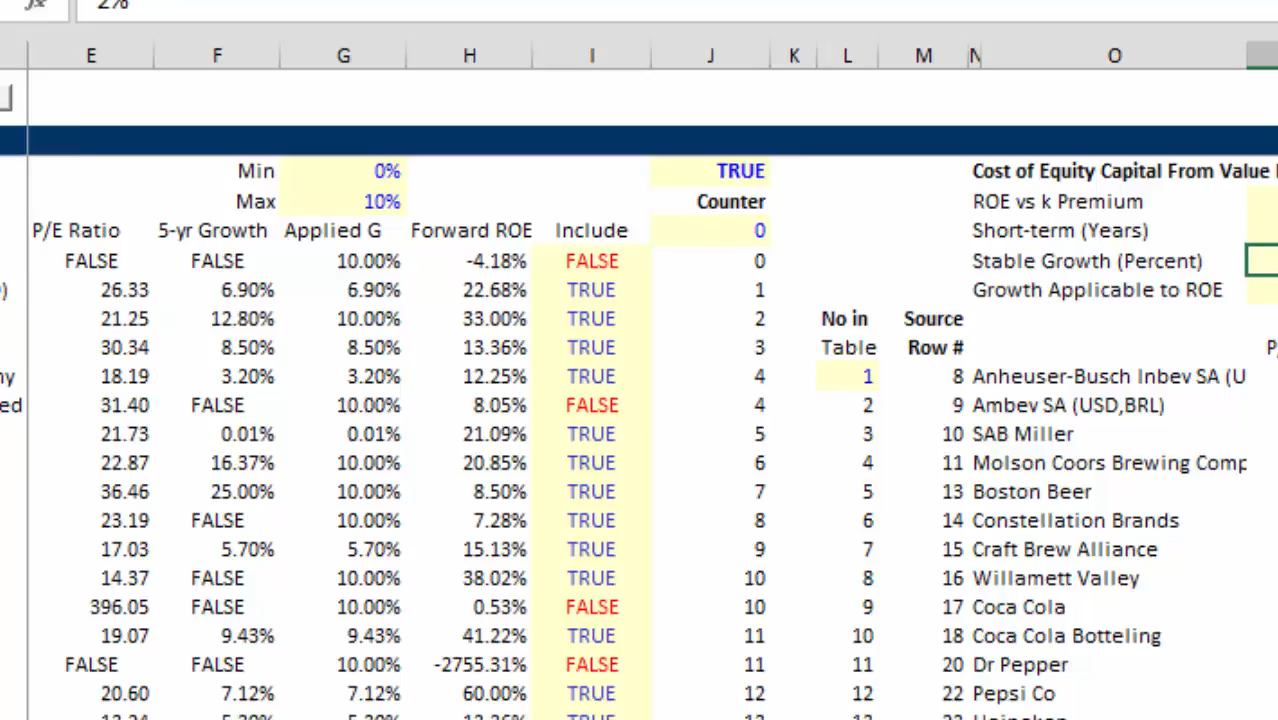 2%
E F G H I J K L M N O
Min 0% TRUE Cost of Equity Capital From Value
Max 10% Counter ROE vs k Premium
P/E Ratio 5-yr Growth Applied G Forward ROE Include 0 Short-term (Years)
FALSE FALSE 10.00% -4.18% FALSE 0 Stable Growth (Percent)
) 26.33 6.90% 6.90% 22.68% TRUE 1 Growth Applicable to ROE
21.25 12.80% 10.00% 33.00% TRUE 2 No in Source
30.34 8.50% 8.50% 13.36% TRUE 3 Table Row # P/
ny 18.19 3.20% 3.20% 12.25% TRUE 4 1 8 Anheuser-Busch Inbev SA (U
ed 31.40 FALSE 10.00% 8.05% FALSE 4 2 9 Ambev SA (USD,BRL)
21.73 0.01% 0.01% 21.09% TRUE 5 3 10 SAB Miller
22.87 16.37% 10.00% 20.85% TRUE 6 4 11 Molson Coors Brewing Comp
36.46 25.00% 10.00% 8.50% TRUE 7 5 13 Boston Beer
23.19 FALSE 10.00% 7.28% TRUE 8 6 14 Constellation Brands
17.03 5.70% 5.70% 15.13% TRUE 9 7 15 Craft Brew Alliance
14.37 FALSE 10.00% 38.02% TRUE 10 8 16 Willamett Valley
396.05 FALSE 10.00% 0.53% FALSE 10 9 17 Coca Cola
19.07 9.43% 9.43% 41.22% TRUE 11 10 18 Coca Cola Botteling
FALSE FALSE 10.00% -2755.31% FALSE 11 11 20 Dr Pepper
20.60 7.12% 7.12% 60.00% TRUE 12 12 22 Pepsi Co